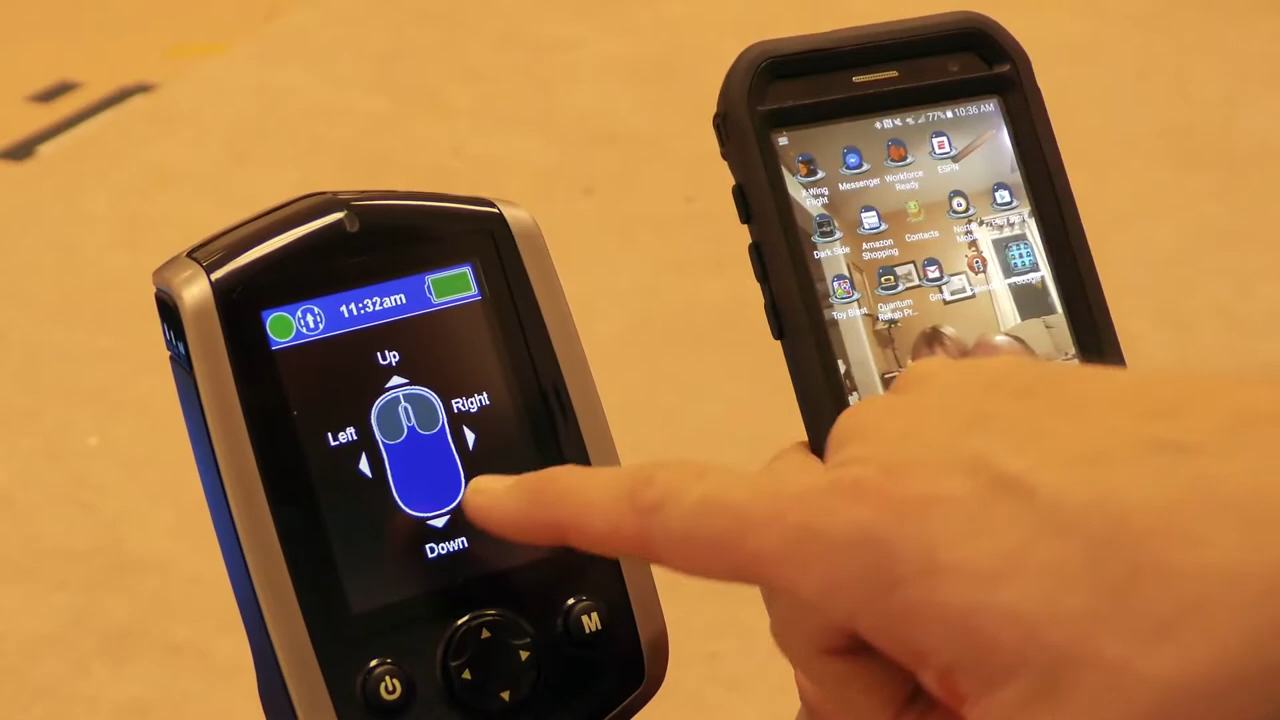 11:32am
Up
Left
Right
Down
M
77% 10:36 AM
X-Wing
Flight
Messenger
Workforce
Ready
ESPN
Dark Side
Amazon
Shopping
Contacts
Toy Blast
Quantum
Rehab Pr...